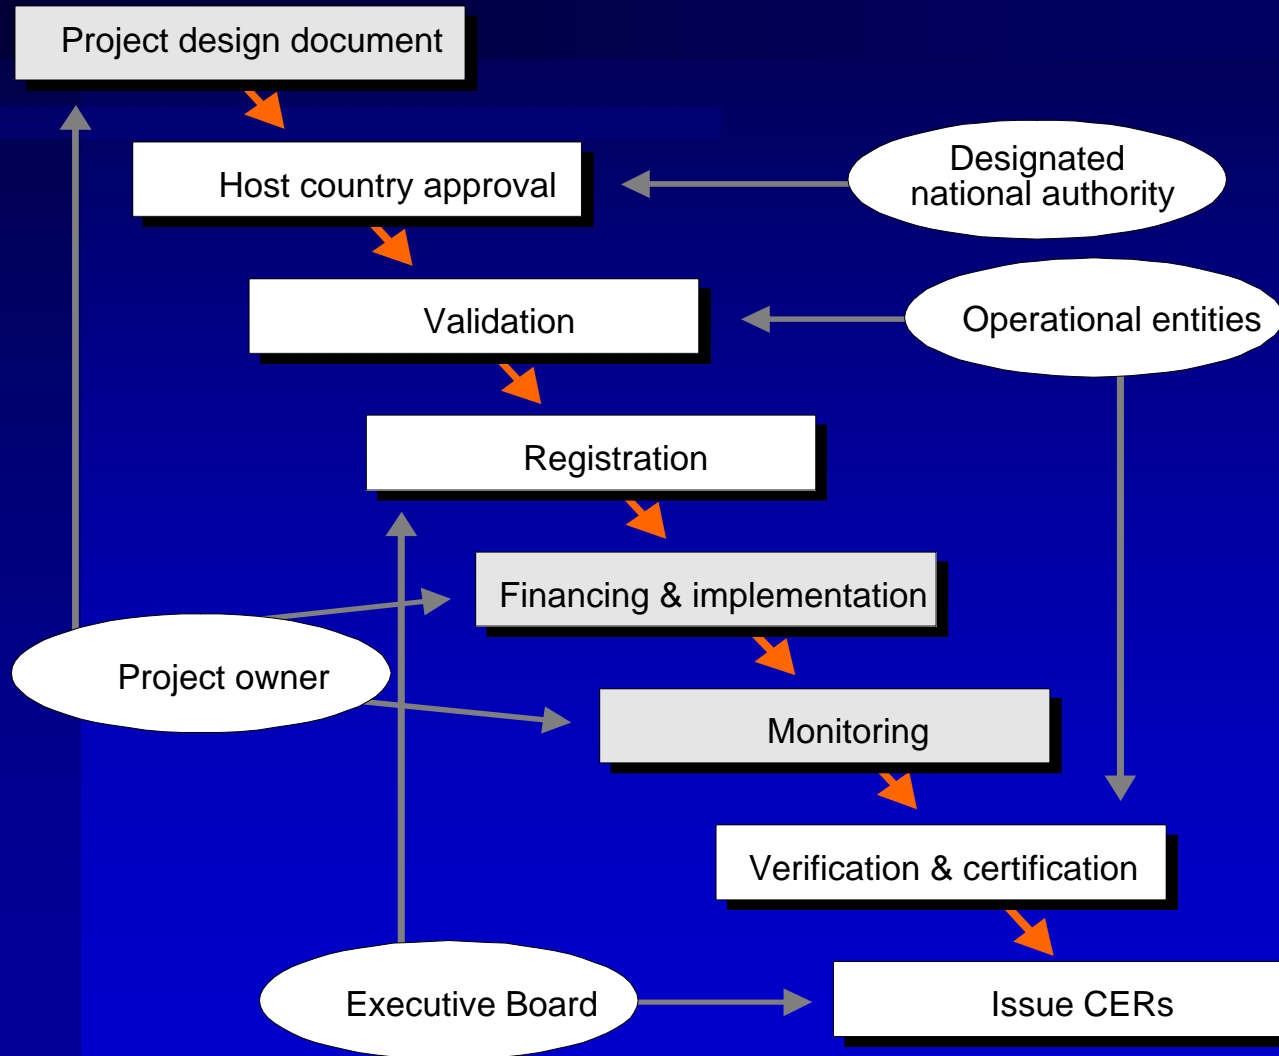 Project design document
Host country approval
Designated
national authority
Validation
Operational entities
Registration
Financing & implementation
Project owner
Monitoring
Verification & certification
Executive Board
Issue CERs